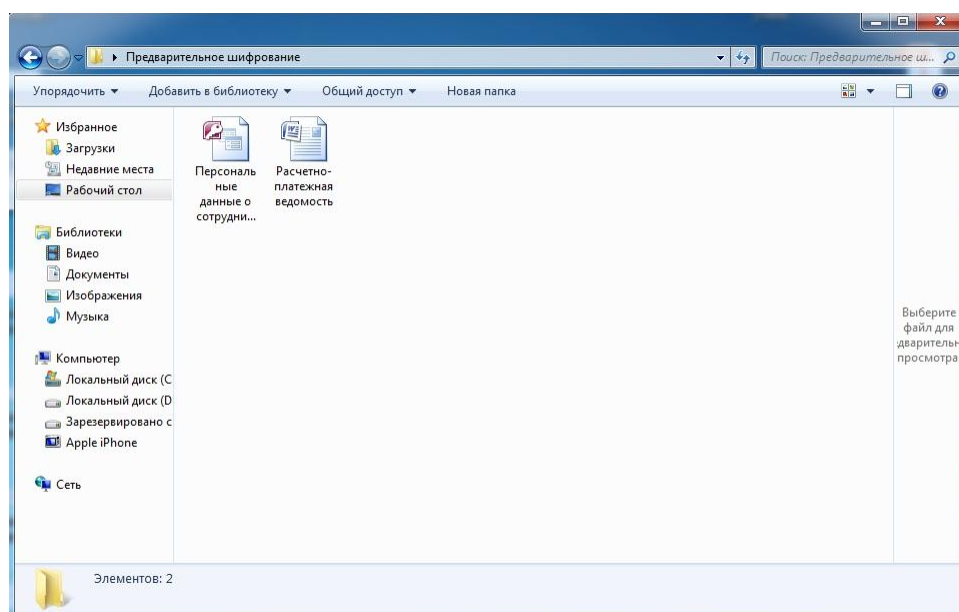 Предварительное шифрование
Поиск: Предварительное ш...
Упорядочить
Добавить в библиотеку
Общий доступ
Новая папка
Избранное
Загрузки
Недавние места
Рабочий стол
Библиотеки
Видео
Документы
Изображения
Музыка
Компьютер
Локальный диск (C
Локальный диск (D
Зарезервировано с
Apple iPhone
Сеть
Персональ
ные
данные о
сотрудни...
Расчетно-
платежная
ведомость
Выберите
файл для
дварительн
просмотра
Элементов: 2